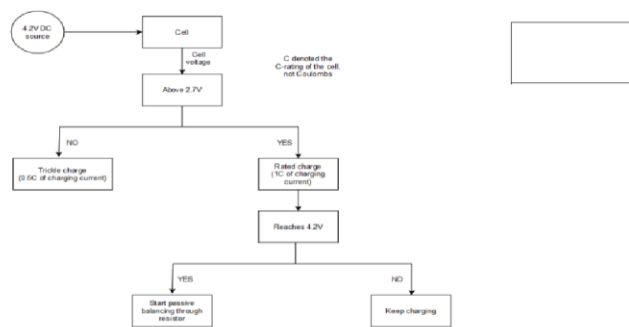 4.2V DC
source
Cell
Cell
voltage
C denoted the
C-rating of the cell,
not Coulombs
Above 2.7V
NO
YES
Trickle charge
(0.5C of charging current)
Rated charge
(1C of charging
current)
Reaches 4.2V
YES
NO
Start passive
balancing through
resistor
Keep charging